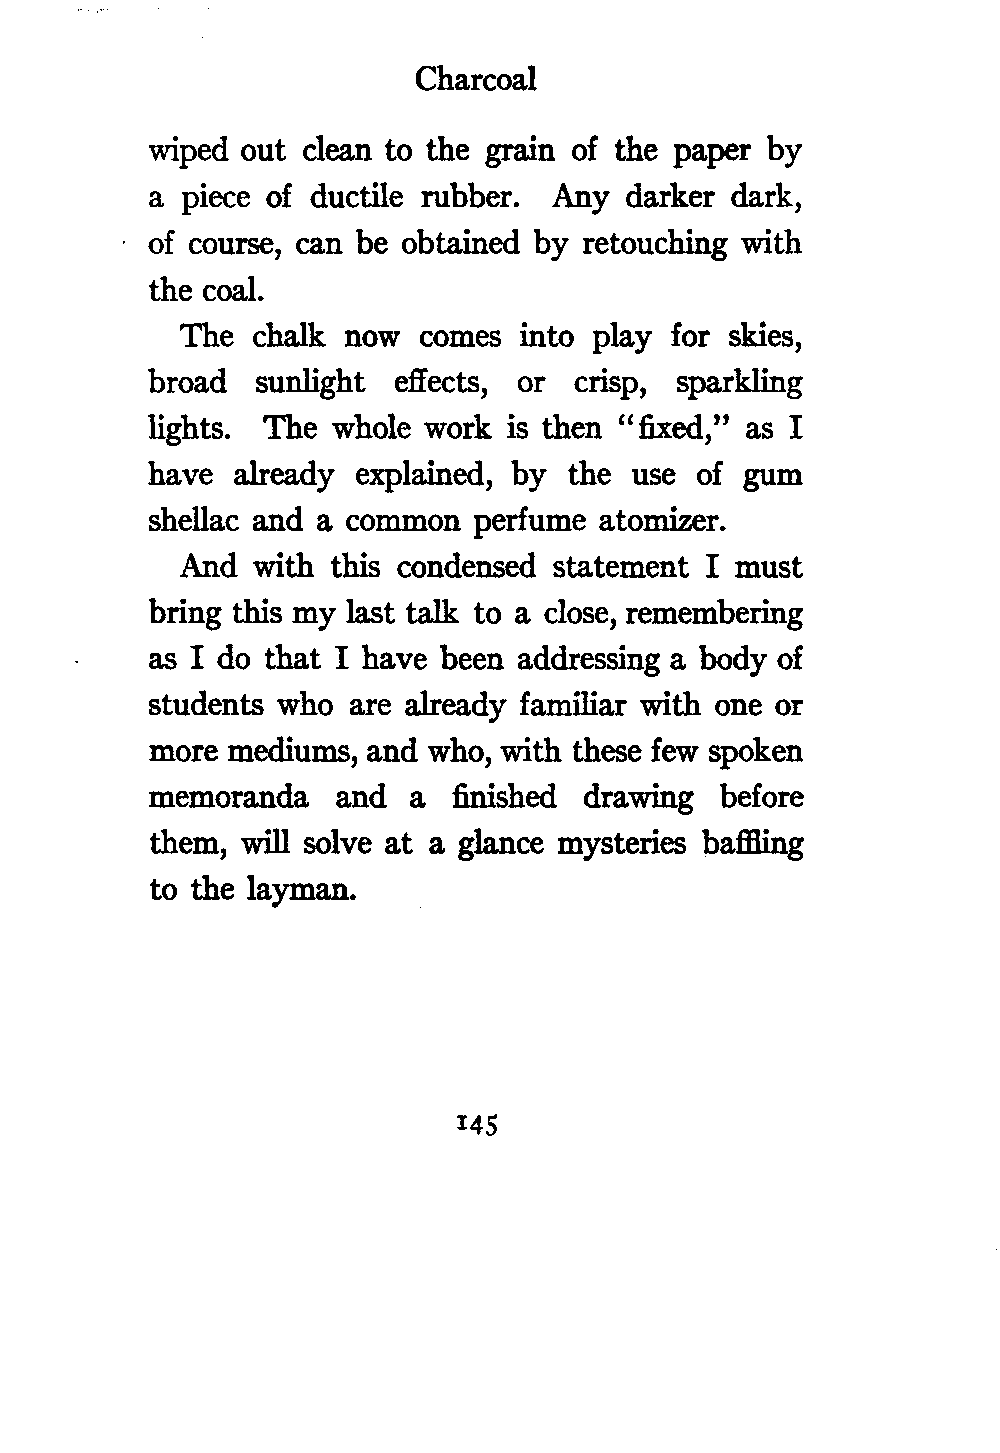 Charcoal
wiped out clean to the grain of the paper by
a piece of ductile rubber. Any darker dark,
of course, can be obtained by retouching with
the coal.
The chalk now comes into play for skies,
broad sunlight effects, or crisp, sparkling
lights. The whole work is then "fixed," as I
have already explained, by the use of gum
shellac and a common perfume atomizer.
And with this condensed statement I must
bring this my last talk to a close, remembering
as I do that I have been addressing a body of
students who are already familiar with one or
more mediums, and who, with these few spoken
memoranda and a finished drawing before
them, will solve at a glance mysteries baffling
to the layman.
145